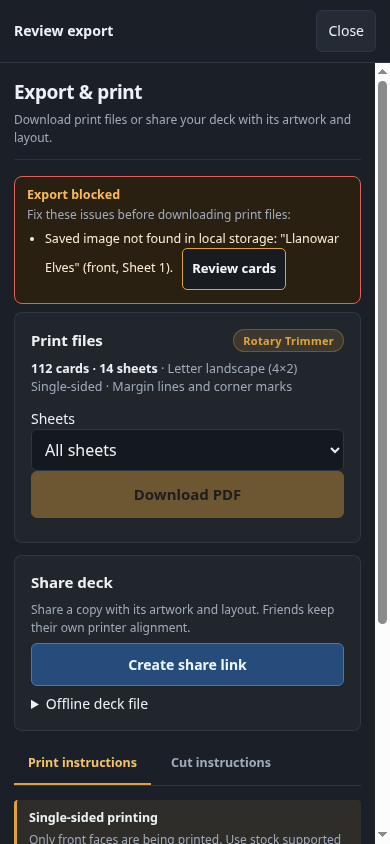 Review export
Close
Export & print
Download print files or share your deck with its artwork and
layout.
Export blocked
Fix these issues before downloading print files:
• Saved image not found in local storage: "Llanowar
Elves" (front, Sheet 1). Review cards
Print files
Rotary Trimmer
112 cards · 14 sheets · Letter landscape (4×2)
Single-sided · Margin lines and corner marks
Sheets
All sheets
Download PDF
Share deck
Share a copy with its artwork and layout. Friends keep
their own printer alignment.
Create share link
Offline deck file
Print instructions
Cut instructions
Single-sided printing
Only front faces are being printed. Use stock supported